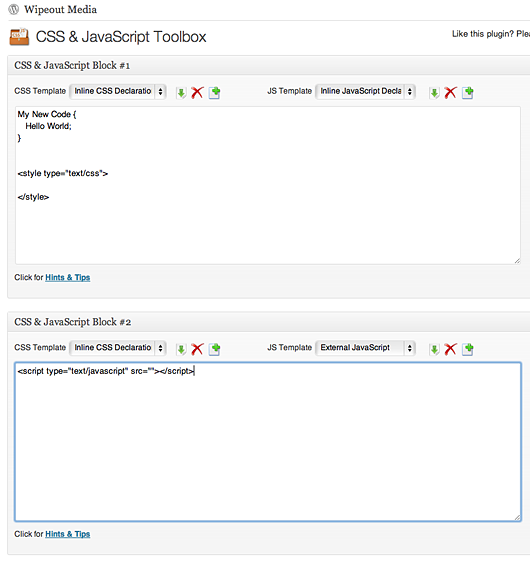 Wipeout Media
CSS & JavaScript Toolbox
Like this plugin? Plea
CSS & JavaScript Block #1
CSS Template Inline CSS Declaratio JS Template Inline JavaScript Decla
My New Code {
Hello World;
}
<style type="text/css">
</style>
Click for Hints & Tips
CSS & JavaScript Block #2
CSS Template Inline CSS Declaratio JS Template External JavaScript
<script type="text/javascript" src=""></script>
Click for Hints & Tips